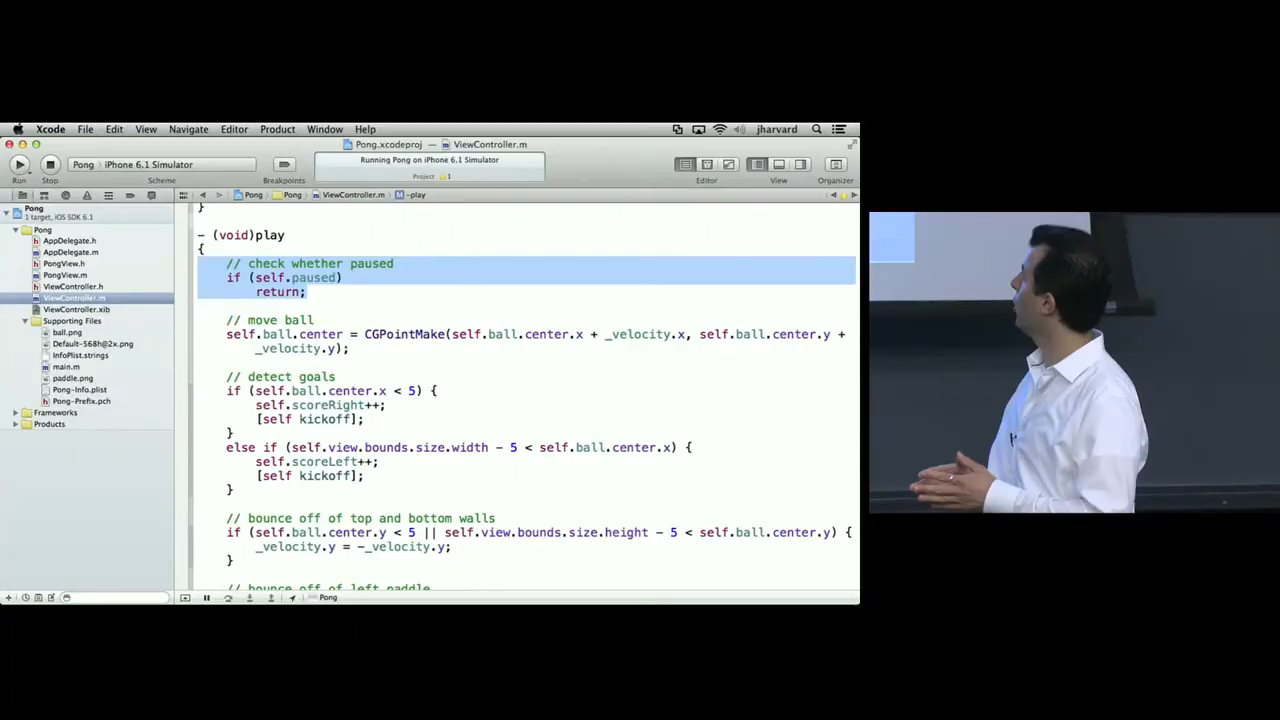 Xcode File Edit View Navigate Editor Product Window Help jharvard
Pong.xcodeproj — ViewController.m
Pong iPhone 6.1 Simulator
Running Pong on iPhone 6.1 Simulator
Project 1
Run Stop Scheme Breakpoints Editor View Organizer
Pong Pong ViewController.m -play
Pong
1 target, iOS SDK 6.1
Pong
AppDelegate.h
AppDelegate.m
PongView.h
PongView.m
ViewController.h
ViewController.m
ViewController.xib
Supporting Files
ball.png
Default-568h@2x.png
InfoPlist.strings
main.m
paddle.png
Pong-Info.plist
Pong-Prefix.pch
Frameworks
Products
}
- (void)play
{
// check whether paused
if (self.paused)
return;
// move ball
self.ball.center = CGPointMake(self.ball.center.x + _velocity.x, self.ball.center.y +
_velocity.y);
// detect goals
if (self.ball.center.x < 5) {
self.scoreRight++;
[self kickoff];
}
else if (self.view.bounds.size.width - 5 < self.ball.center.x) {
self.scoreLeft++;
[self kickoff];
}
// bounce off of top and bottom walls
if (self.ball.center.y < 5 || self.view.bounds.size.height - 5 < self.ball.center.y) {
_velocity.y = -_velocity.y;
}
// bounce off of left paddle
Pong